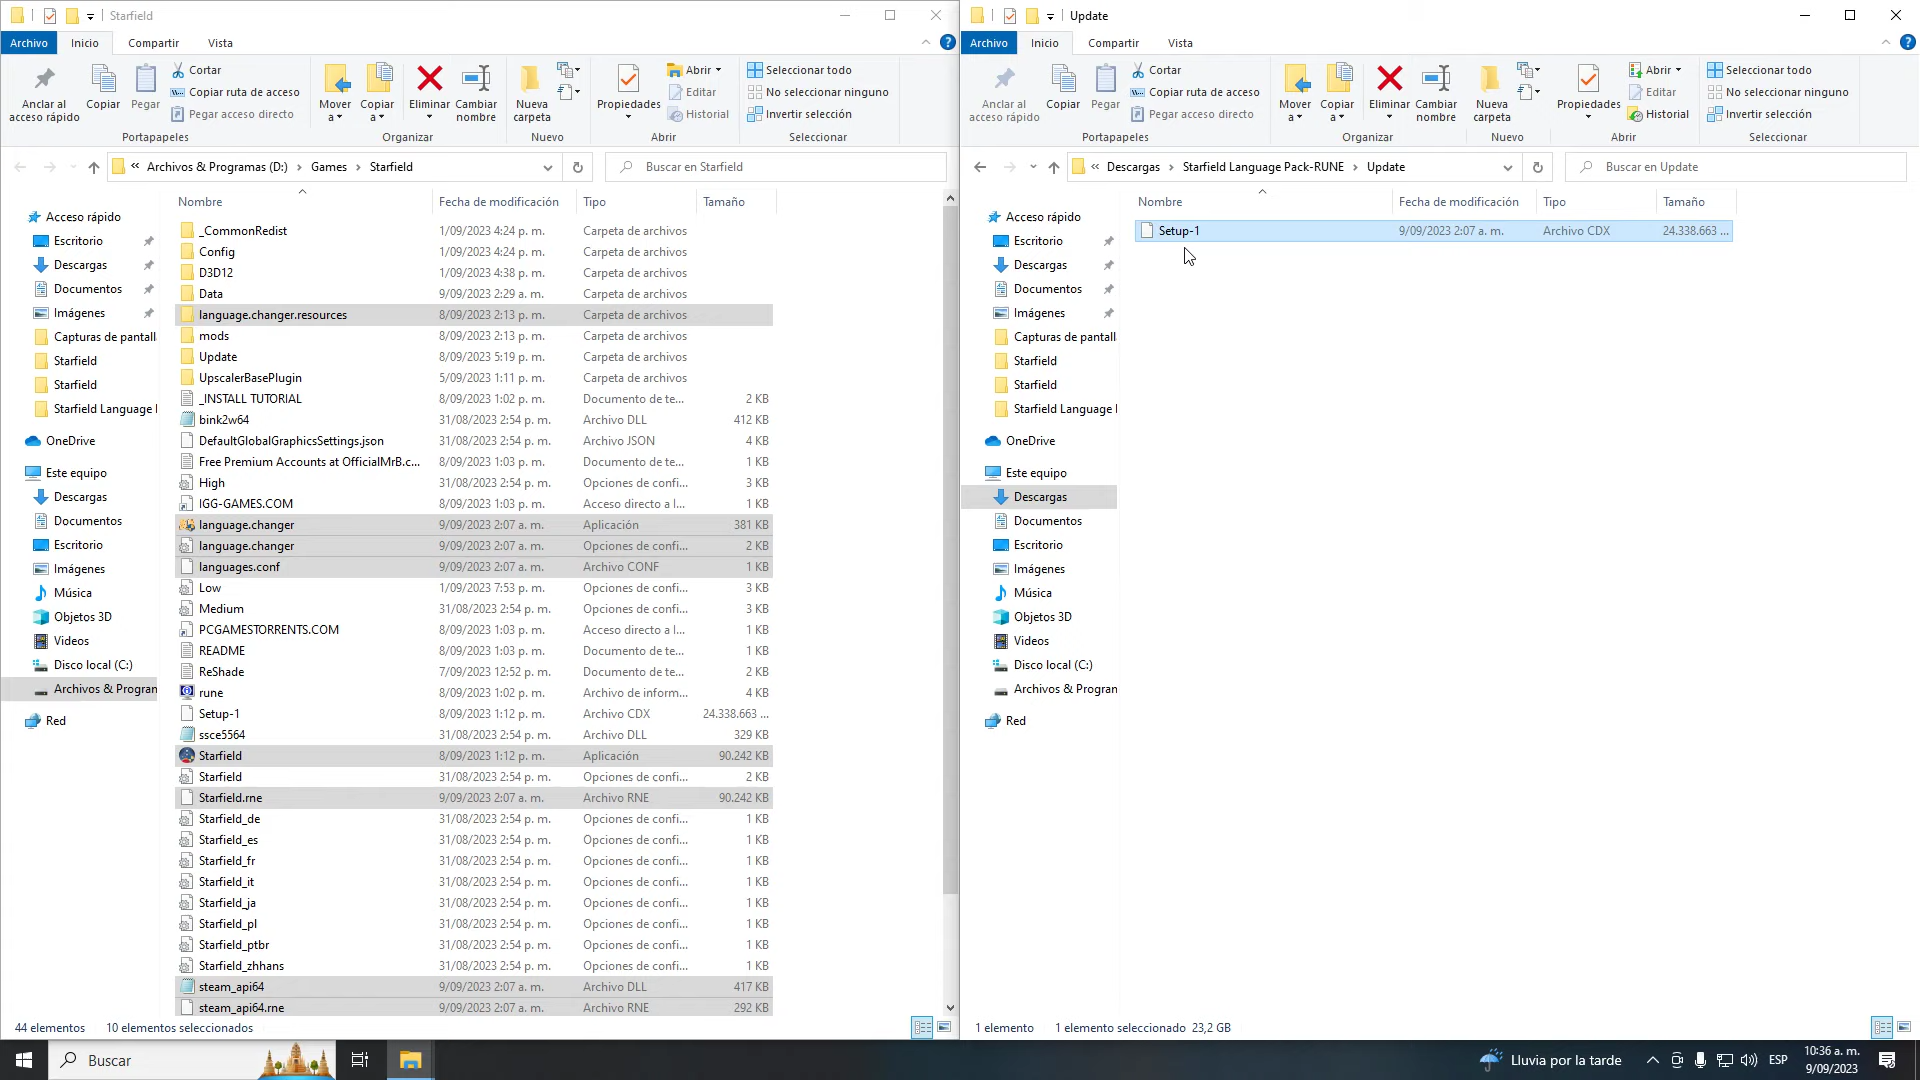 Starfield
Archivo
Inicio
Compartir
Vista
Anclar al
acceso rápido
Copiar
Pegar
Cortar
Copiar ruta de acceso
Pegar acceso directo
Mover
a
Copiar
a
Eliminar
Cambiar
nombre
Nueva
carpeta
Propiedades
Abrir
Editar
Historial
Seleccionar todo
No seleccionar ninguno
Invertir selección
Portapapeles
Organizar
Nuevo
Abrir
Seleccionar
« Archivos & Programas (D:) > Games > Starfield
Buscar en Starfield
Acceso rápido
Escritorio
Descargas
Documentos
Imágenes
Capturas de pantall
Starfield
Starfield
Starfield Language
OneDrive
Este equipo
Descargas
Documentos
Escritorio
Imágenes
Música
Objetos 3D
Videos
Disco local (C:)
Archivos & Program
Red
Nombre Fecha de modificación Tipo Tamaño
_CommonRedist 1/09/2023 4:24 p. m. Carpeta de archivos
Config 1/09/2023 4:24 p. m. Carpeta de archivos
D3D12 1/09/2023 4:38 p. m. Carpeta de archivos
Data 9/09/2023 2:29 a. m. Carpeta de archivos
language.changer.resources 8/09/2023 2:13 p. m. Carpeta de archivos
mods 8/09/2023 2:13 p. m. Carpeta de archivos
Update 8/09/2023 5:19 p. m. Carpeta de archivos
UpscalerBasePlugin 5/09/2023 1:11 p. m. Carpeta de archivos
_INSTALL TUTORIAL 8/09/2023 1:02 p. m. Documento de te... 2 KB
bink2w64 31/08/2023 2:54 p. m. Archivo DLL 412 KB
DefaultGlobalGraphicsSettings.json 31/08/2023 2:54 p. m. Archivo JSON 4 KB
Free Premium Accounts at OfficialMrB.c... 8/09/2023 1:03 p. m. Documento de te... 1 KB
High 31/08/2023 2:54 p. m. Opciones de confi... 3 KB
IGG-GAMES.COM 8/09/2023 1:03 p. m. Acceso directo a l... 1 KB
language.changer 9/09/2023 2:07 a. m. Aplicación 381 KB
language.changer 9/09/2023 2:07 a. m. Opciones de confi... 2 KB
languages.conf 9/09/2023 2:07 a. m. Archivo CONF 1 KB
Low 1/09/2023 7:53 p. m. Opciones de confi... 3 KB
Medium 31/08/2023 2:54 p. m. Opciones de confi... 3 KB
PCGAMESTORRENTS.COM 8/09/2023 1:03 p. m. Acceso directo a l... 1 KB
README 8/09/2023 1:03 p. m. Documento de te... 1 KB
ReShade 7/09/2023 12:52 p. m. Documento de te... 2 KB
rune 8/09/2023 1:02 p. m. Archivo de inform... 4 KB
Setup-1 8/09/2023 1:12 p. m. Archivo CDX 24.338.663 ...
ssce5564 31/08/2023 2:54 p. m. Archivo DLL 329 KB
Starfield 8/09/2023 1:12 p. m. Aplicación 90.242 KB
Starfield 31/08/2023 2:54 p. m. Opciones de confi... 2 KB
Starfield.rne 9/09/2023 2:07 a. m. Archivo RNE 90.242 KB
Starfield_de 31/08/2023 2:54 p. m. Opciones de confi... 1 KB
Starfield_es 31/08/2023 2:54 p. m. Opciones de confi... 1 KB
Starfield_fr 31/08/2023 2:54 p. m. Opciones de confi... 1 KB
Starfield_it 31/08/2023 2:54 p. m. Opciones de confi... 1 KB
Starfield_ja 31/08/2023 2:54 p. m. Opciones de confi... 1 KB
Starfield_pl 31/08/2023 2:54 p. m. Opciones de confi... 1 KB
Starfield_ptbr 31/08/2023 2:54 p. m. Opciones de confi... 1 KB
Starfield_zhhans 31/08/2023 2:54 p. m. Opciones de confi... 1 KB
steam_api64 9/09/2023 2:07 a. m. Archivo DLL 417 KB
steam_api64.rne 9/09/2023 2:07 a. m. Archivo RNE 292 KB
44 elementos 10 elementos seleccionados
Update
Archivo
Inicio
Compartir
Vista
Anclar al
acceso rápido
Copiar
Pegar
Cortar
Copiar ruta de acceso
Pegar acceso directo
Mover
a
Copiar
a
Eliminar
Cambiar
nombre
Nueva
carpeta
Propiedades
Abrir
Editar
Historial
Seleccionar todo
No seleccionar ninguno
Invertir selección
Portapapeles
Organizar
Nuevo
Abrir
Seleccionar
« Descargas > Starfield Language Pack-RUNE > Update
Buscar en Update
Acceso rápido
Escritorio
Descargas
Documentos
Imágenes
Capturas de pantall
Starfield
Starfield
Starfield Language
OneDrive
Este equipo
Descargas
Documentos
Escritorio
Imágenes
Música
Objetos 3D
Videos
Disco local (C:)
Archivos & Program
Red
Nombre Fecha de modificación Tipo Tamaño
Setup-1 9/09/2023 2:07 a. m. Archivo CDX 24.338.663 ...
1 elemento 1 elemento seleccionado 23,2 GB
Buscar
Lluvia por la tarde
ESP
10:36 a. m.
9/09/2023